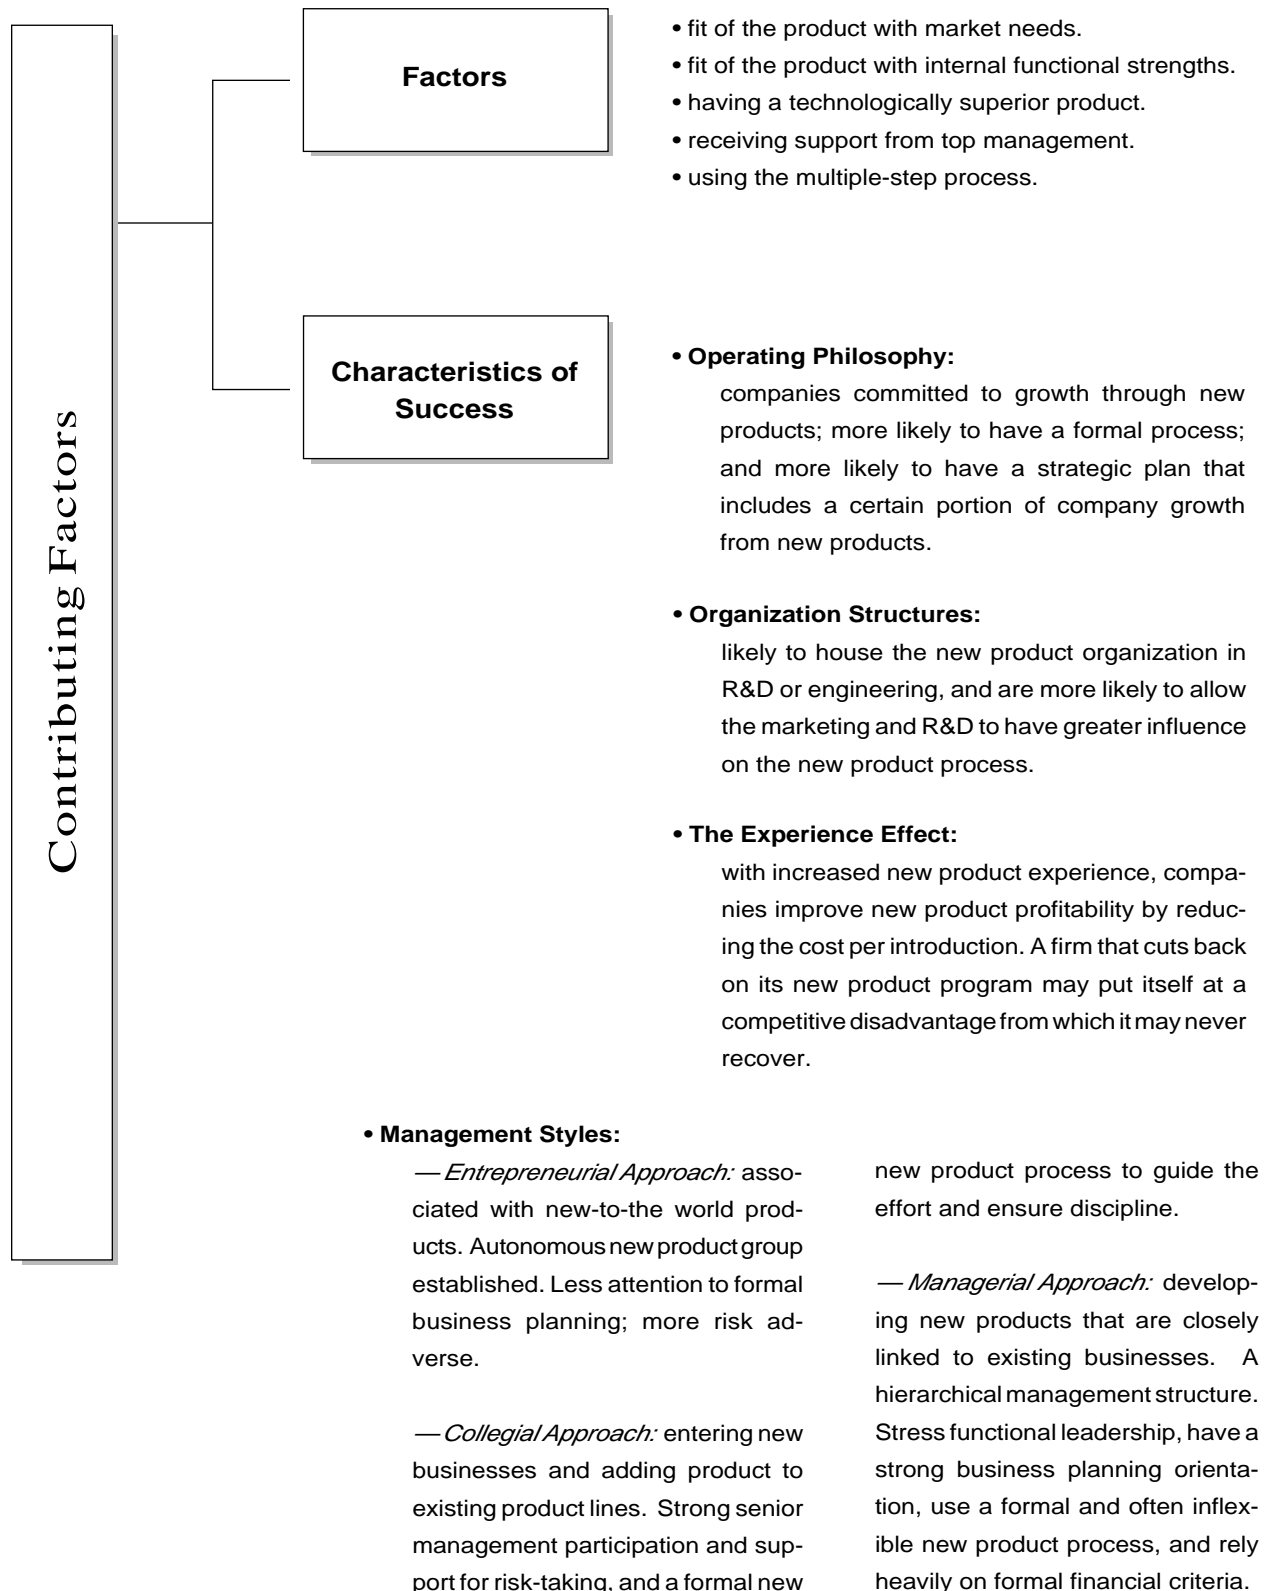 Contributing Factors
Factors
• fit of the product with market needs.
• fit of the product with internal functional strengths.
• having a technologically superior product.
• receiving support from top management.
• using the multiple-step process.
Characteristics of
Success
• Operating Philosophy:
companies committed to growth through new
products; more likely to have a formal process;
and more likely to have a strategic plan that
includes a certain portion of company growth
from new products.
• Organization Structures:
likely to house the new product organization in
R&D or engineering, and are more likely to allow
the marketing and R&D to have greater influence
on the new product process.
• The Experience Effect:
with increased new product experience, compa-
nies improve new product profitability by reduc-
ing the cost per introduction. A firm that cuts back
on its new product program may put itself at a
competitive disadvantage from which it may never
recover.
• Management Styles:
— Entrepreneurial Approach: asso-
ciated with new-to-the world prod-
ucts. Autonomous new product group
established. Less attention to formal
business planning; more risk ad-
verse.
— Collegial Approach: entering new
businesses and adding product to
existing product lines. Strong senior
management participation and sup-
port for risk-taking, and a formal new
new product process to guide the
effort and ensure discipline.
— Managerial Approach: develop-
ing new products that are closely
linked to existing businesses. A
hierarchical management structure.
Stress functional leadership, have a
strong business planning orienta-
tion, use a formal and often inflex-
ible new product process, and rely
heavily on formal financial criteria.